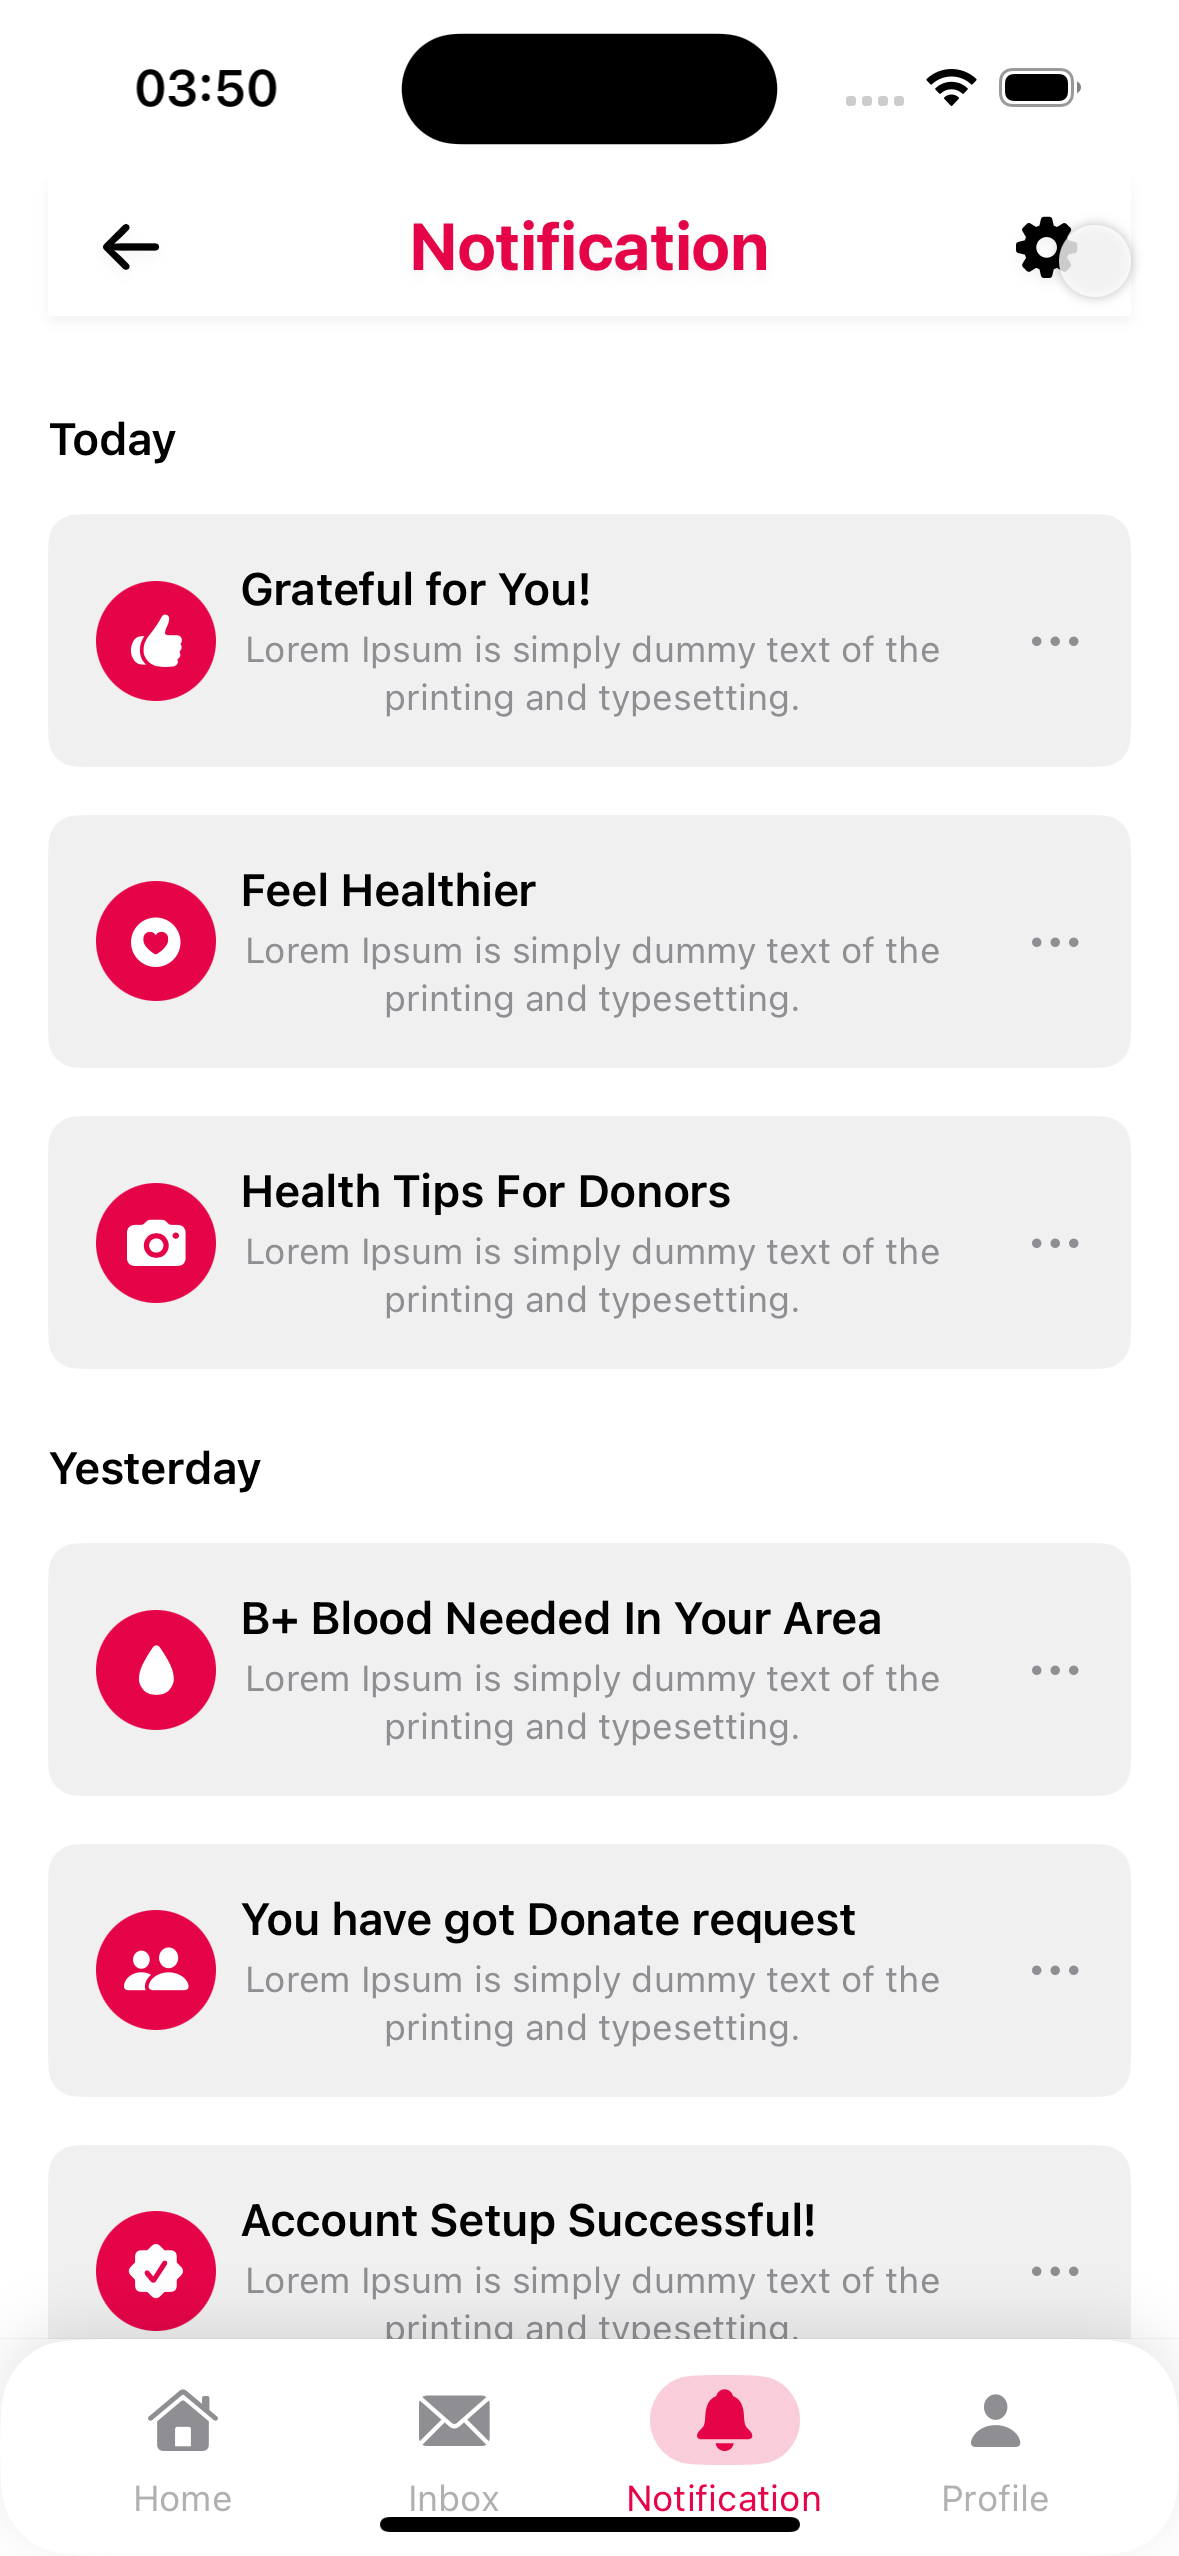 03:50
Notification
Today
Grateful for You!
Lorem Ipsum is simply dummy text of the
printing and typesetting.
Feel Healthier
Lorem Ipsum is simply dummy text of the
printing and typesetting.
Health Tips For Donors
Lorem Ipsum is simply dummy text of the
printing and typesetting.
Yesterday
B+ Blood Needed In Your Area
Lorem Ipsum is simply dummy text of the
printing and typesetting.
You have got Donate request
Lorem Ipsum is simply dummy text of the
printing and typesetting.
Account Setup Successful!
Lorem Ipsum is simply dummy text of the
printing and typesetting.
Home
Inbox
Notification
Profile